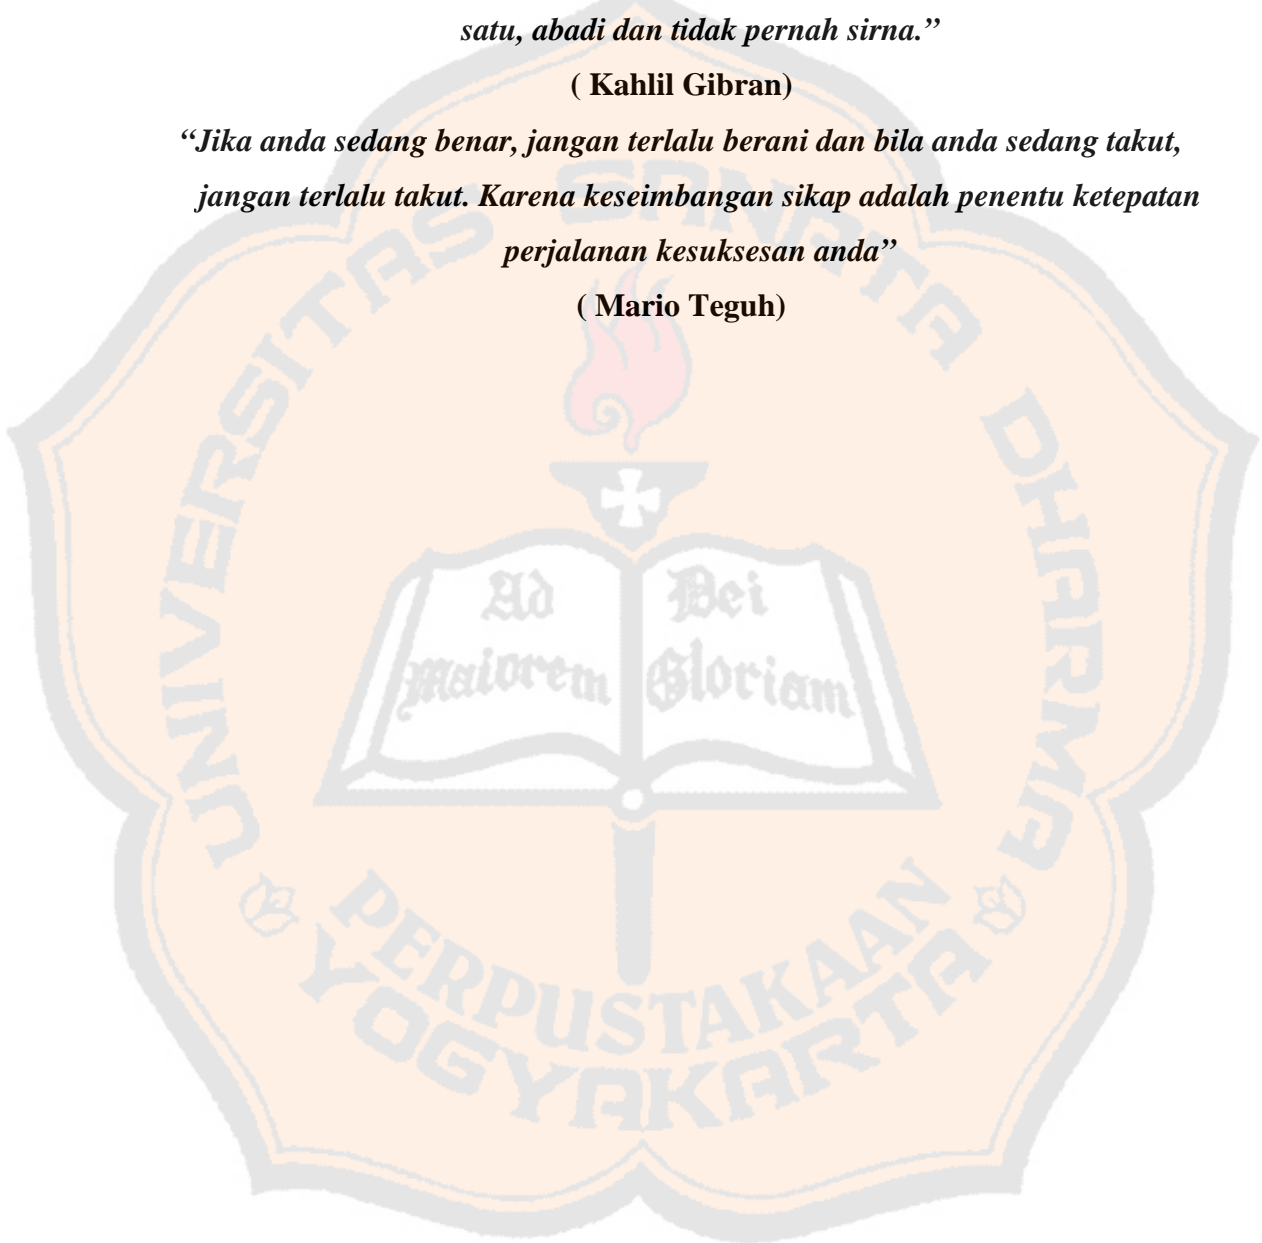 satu, abadi dan tidak pernah sirna.”
( Kahlil Gibran)
“Jika anda sedang benar, jangan terlalu berani dan bila anda sedang takut,
jangan terlalu takut. Karena keseimbangan sikap adalah penentu ketepatan
perjalanan kesuksesan anda”
( Mario Teguh)
UNIVERSITAS SANATA DHARMA
Ad Dei
Maiorem Gloriam
PERPUSTAKAAN
YOGYAKARTA